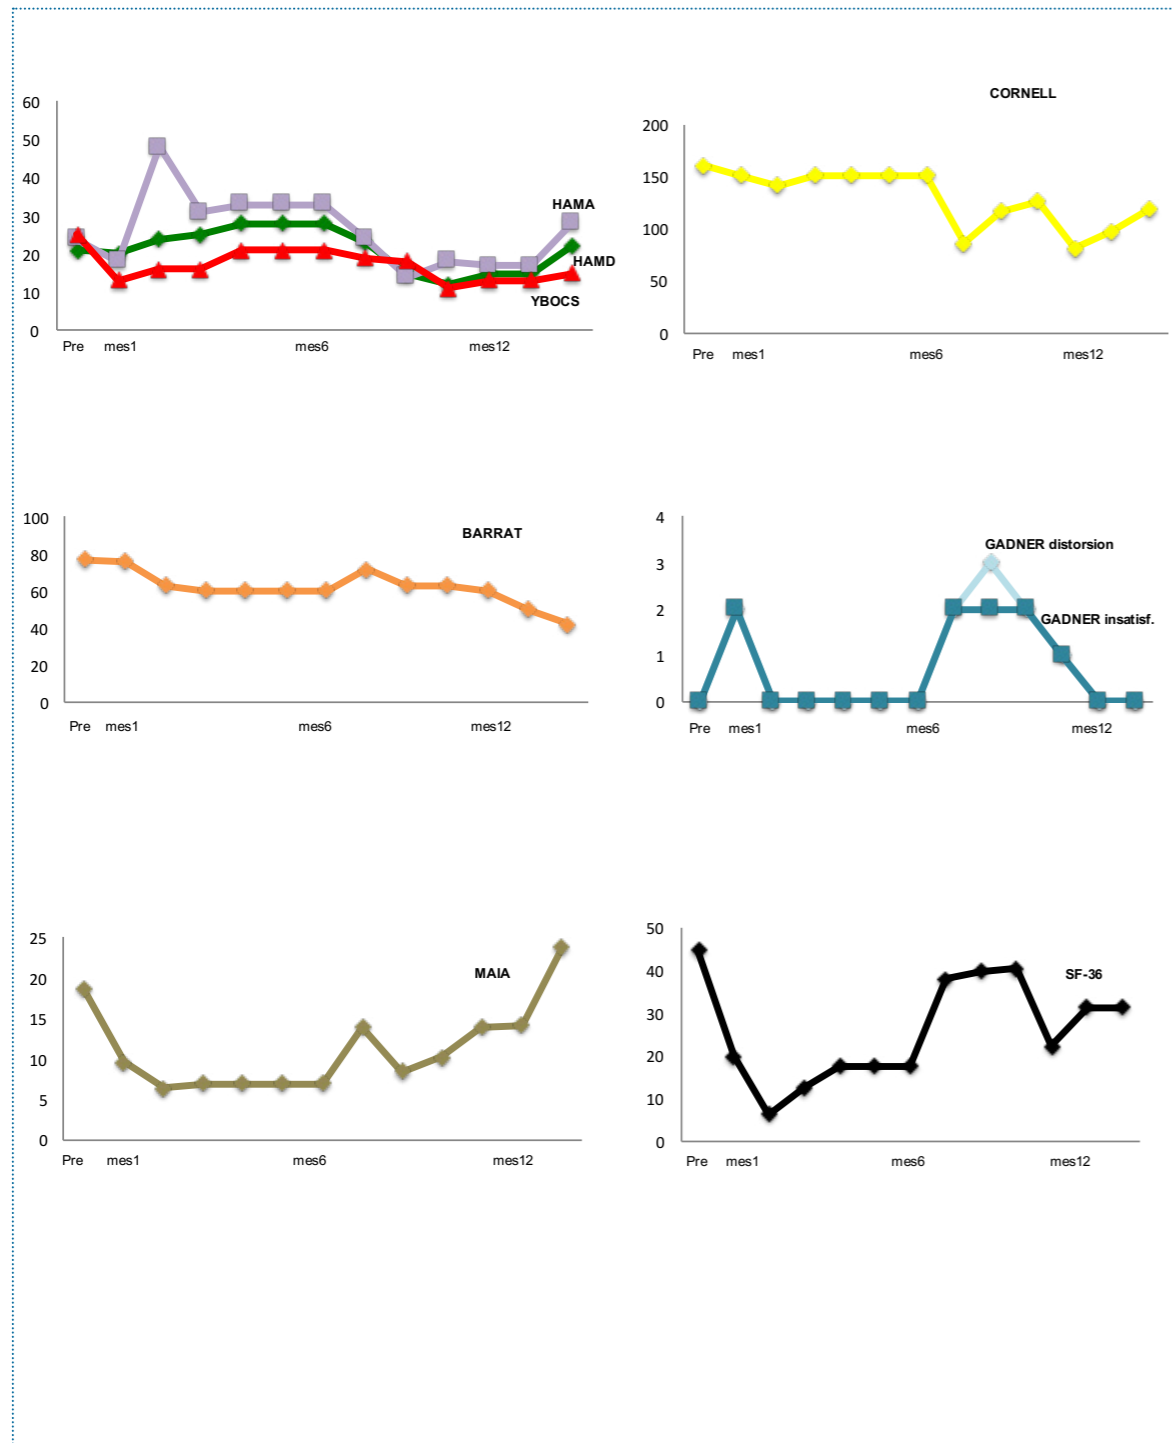 60
50
40
30
20
10
0
HAMA
HAMD
YBOCS
Pre mes1 mes6 mes12
CORNELL
200
150
100
50
0
Pre mes1 mes6 mes12
BARRAT
100
80
60
40
20
0
Pre mes1 mes6 mes12
4
3
2
1
0
GADNER distorsion
GADNER insatisf.
Pre mes1 mes6 mes12
MAIA
25
20
15
10
5
0
Pre mes1 mes6 mes12
SF-36
50
40
30
20
10
0
Pre mes1 mes6 mes12